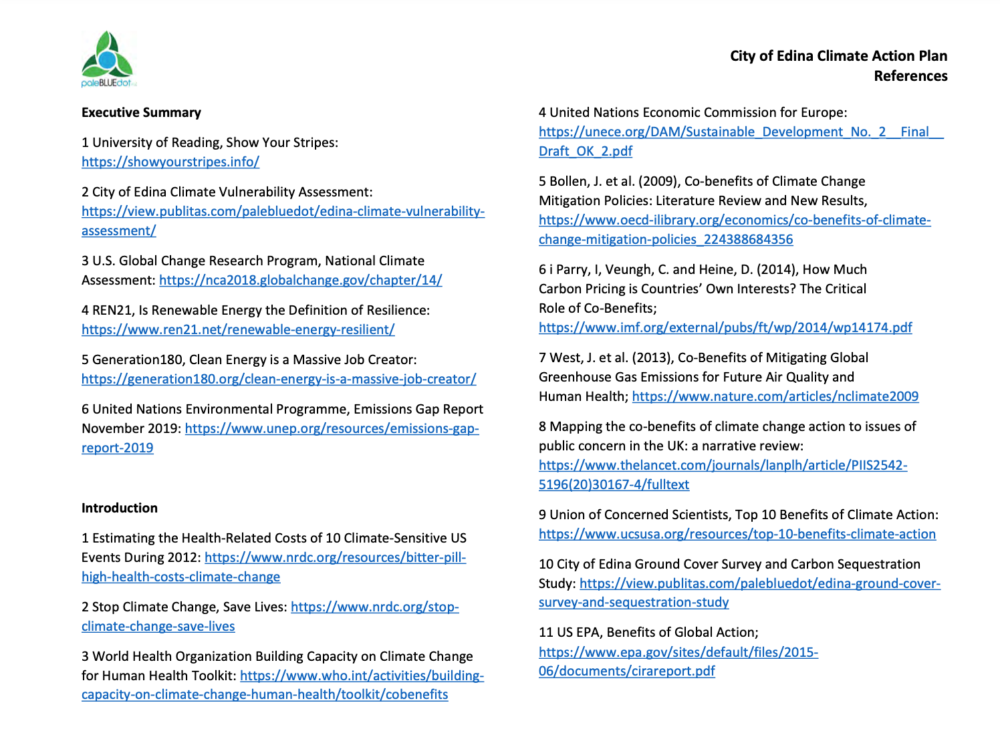 paleBLUEdot
City of Edina Climate Action Plan
References
Executive Summary
1 University of Reading, Show Your Stripes:
https://showyourstripes.info/
2 City of Edina Climate Vulnerability Assessment:
https://view.publitas.com/palebluedot/edina-climate-vulnerability-
assessment/
3 U.S. Global Change Research Program, National Climate
Assessment: https://nca2018.globalchange.gov/chapter/14/
4 REN21, Is Renewable Energy the Definition of Resilience:
https://www.ren21.net/renewable-energy-resilient/
5 Generation180, Clean Energy is a Massive Job Creator:
https://generation180.org/clean-energy-is-a-massive-job-creator/
6 United Nations Environmental Programme, Emissions Gap Report
November 2019: https://www.unep.org/resources/emissions-gap-
report-2019
Introduction
1 Estimating the Health-Related Costs of 10 Climate-Sensitive US
Events During 2012: https://www.nrdc.org/resources/bitter-pill-
high-health-costs-climate-change
2 Stop Climate Change, Save Lives: https://www.nrdc.org/stop-
climate-change-save-lives
3 World Health Organization Building Capacity on Climate Change
for Human Health Toolkit: https://www.who.int/activities/building-
capacity-on-climate-change-human-health/toolkit/cobenefits
4 United Nations Economic Commission for Europe:
https://unece.org/DAM/Sustainable_Development_No._2__Final__
Draft_OK_2.pdf
5 Bollen, J. et al. (2009), Co-benefits of Climate Change
Mitigation Policies: Literature Review and New Results,
https://www.oecd-ilibrary.org/economics/co-benefits-of-climate-
change-mitigation-policies_224388684356
6 i Parry, I, Veungh, C. and Heine, D. (2014), How Much
Carbon Pricing is Countries’ Own Interests? The Critical
Role of Co-Benefits;
https://www.imf.org/external/pubs/ft/wp/2014/wp14174.pdf
7 West, J. et al. (2013), Co-Benefits of Mitigating Global
Greenhouse Gas Emissions for Future Air Quality and
Human Health; https://www.nature.com/articles/nclimate2009
8 Mapping the co-benefits of climate change action to issues of
public concern in the UK: a narrative review:
https://www.thelancet.com/journals/lanplh/article/PIIS2542-
5196(20)30167-4/fulltext
9 Union of Concerned Scientists, Top 10 Benefits of Climate Action:
https://www.ucsusa.org/resources/top-10-benefits-climate-action
10 City of Edina Ground Cover Survey and Carbon Sequestration
Study: https://view.publitas.com/palebluedot/edina-ground-cover-
survey-and-sequestration-study
11 US EPA, Benefits of Global Action;
https://www.epa.gov/sites/default/files/2015-
06/documents/cirareport.pdf